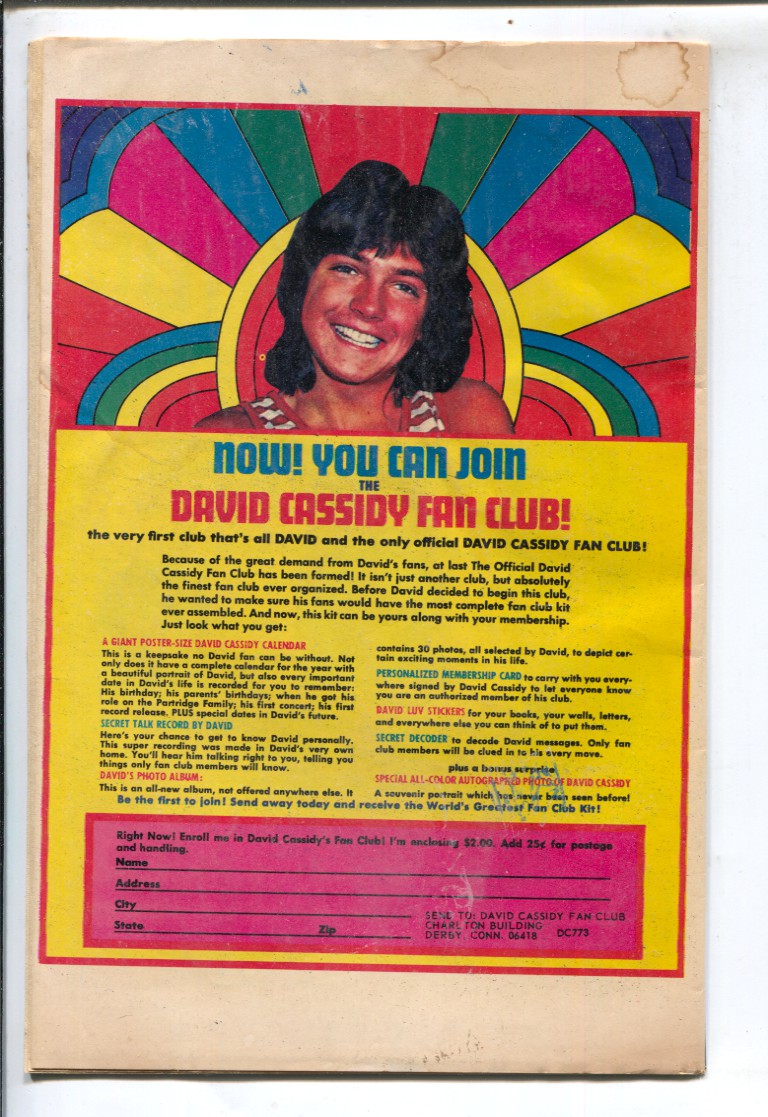 NOW! YOU CAN JOIN
THE
DAVID CASSIDY FAN CLUB!
the very first club that's all DAVID and the only official DAVID CASSIDY FAN CLUB!
Because of the great demand from David's fans, at last The Official David
Cassidy Fan Club has been formed! It isn't just another club, but absolutely
the finest fan club ever organized. Before David decided to begin this club,
he wanted to make sure his fans would have the most complete fan club kit
ever assembled. And now, this kit can be yours along with your membership.
Just look what you get:
A GIANT POSTER-SIZE DAVID CASSIDY CALENDAR
This is a keepsake no David fan can be without. Not
only does it have a complete calendar for the year with
a beautiful portrait of David, but also every important
date in David's life is recorded for you to remember:
His birthday; his parents' birthdays; when he got his
role on the Partridge Family; his first concert; his first
record release. PLUS special dates in David's future.
SECRET TALK RECORD BY DAVID
Here's your chance to get to know David personally.
This super recording was made in David's very own
home. You'll hear him talking right to you, telling you
things only fan club members will know.
DAVID'S PHOTO ALBUM:
This is an all-new album, not offered anywhere else. It
contains 30 photos, all selected by David, to depict cer-
tain exciting moments in his life.
PERSONALIZED MEMBERSHIP CARD to carry with you every-
where signed by David Cassidy to let everyone know
you are an authorized member of his club.
DAVID LUV STICKERS for your books, your walls, letters,
and everywhere else you can think of to put them.
SECRET DECODER to decode David messages. Only fan
club members will be clued in to his every move.
plus a bonus surprise
SPECIAL ALL-COLOR AUTOGRAPHED PHOTO OF DAVID CASSIDY
A souvenir portrait which has never been seen before!
Be the first to join! Send away today and receive the World's Greatest Fan Club Kit!
Right Now! Enroll me in David Cassidy's Fan Club! I'm enclosing $2.00. Add 25¢ for postage
and handling.
Name
Address
City
State Zip
SEND TO: DAVID CASSIDY FAN CLUB
CHARLTON BUILDING
DERBY, CONN. 06418 DC773